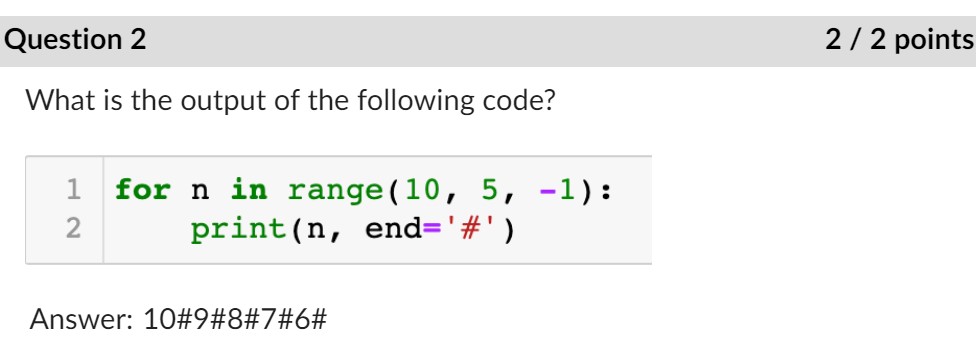 Question 2 2 / 2 points
What is the output of the following code?
1 for n in range(10, 5, -1):
2     print(n, end='#')
Answer: 10#9#8#7#6#